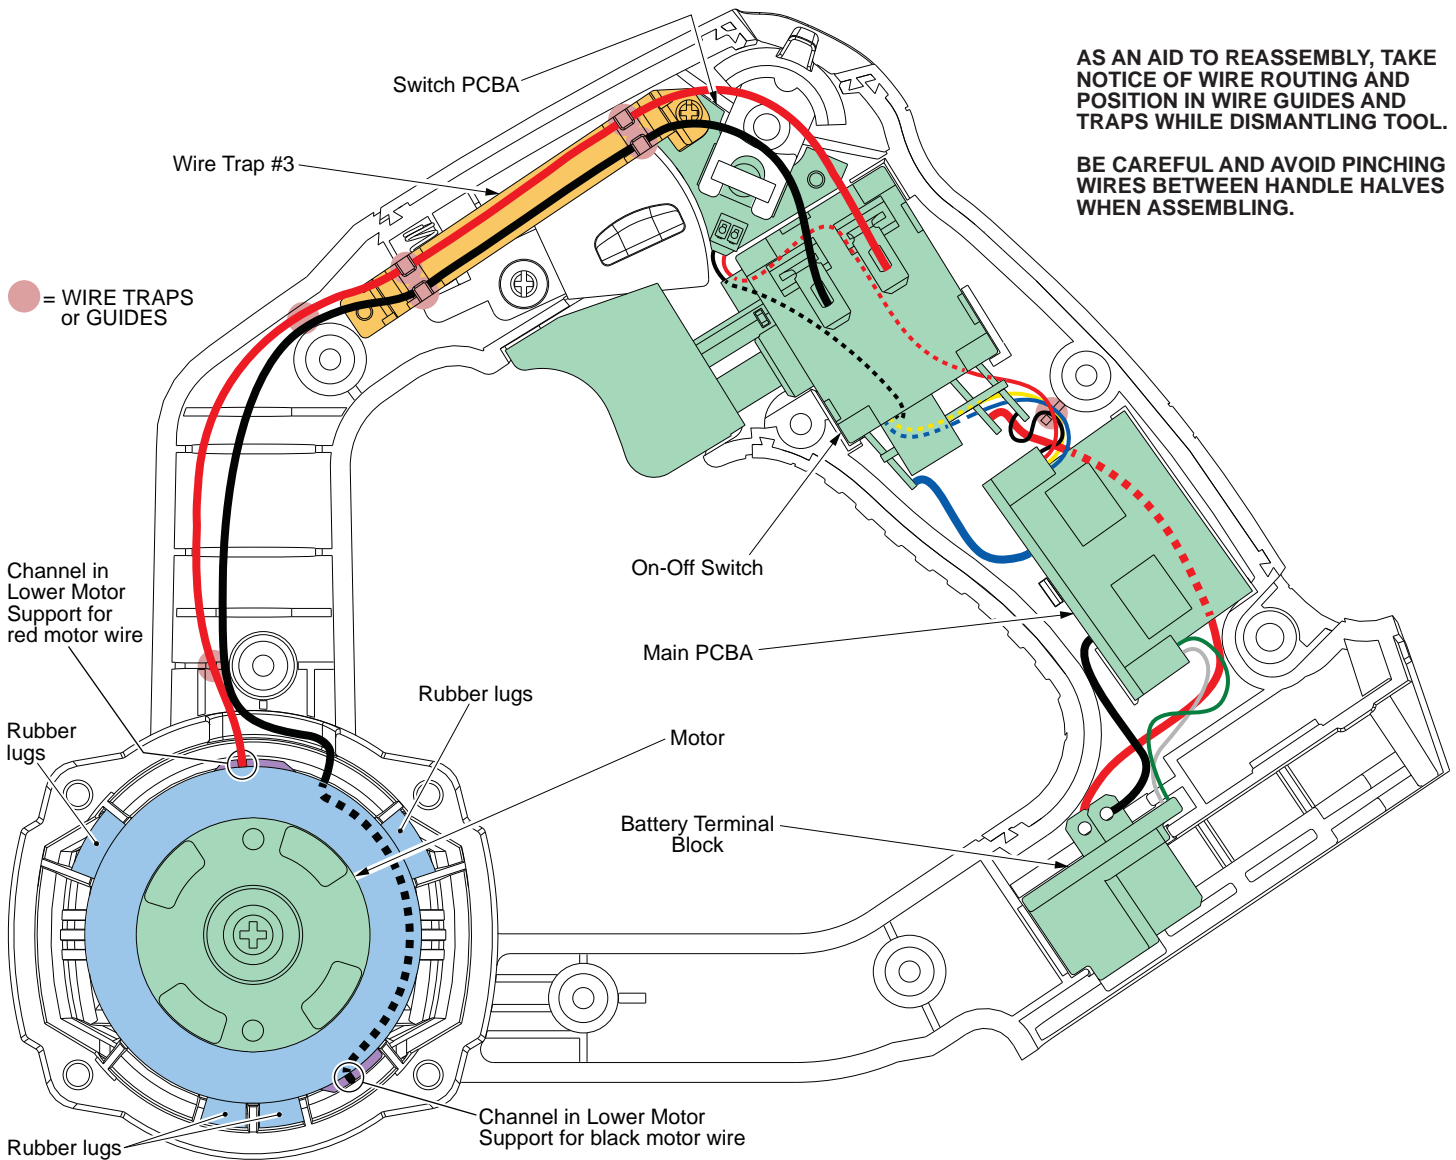 AS AN AID TO REASSEMBLY, TAKE
NOTICE OF WIRE ROUTING AND
POSITION IN WIRE GUIDES AND
TRAPS WHILE DISMANTLING TOOL.
BE CAREFUL AND AVOID PINCHING
WIRES BETWEEN HANDLE HALVES
WHEN ASSEMBLING.
Switch PCBA
Wire Trap #3
= WIRE TRAPS
or GUIDES
Channel in
Lower Motor
Support for
red motor wire
On-Off Switch
Main PCBA
Rubber lugs
Rubber
lugs
Motor
Battery Terminal
Block
Channel in Lower Motor
Support for black motor wire
Rubber lugs